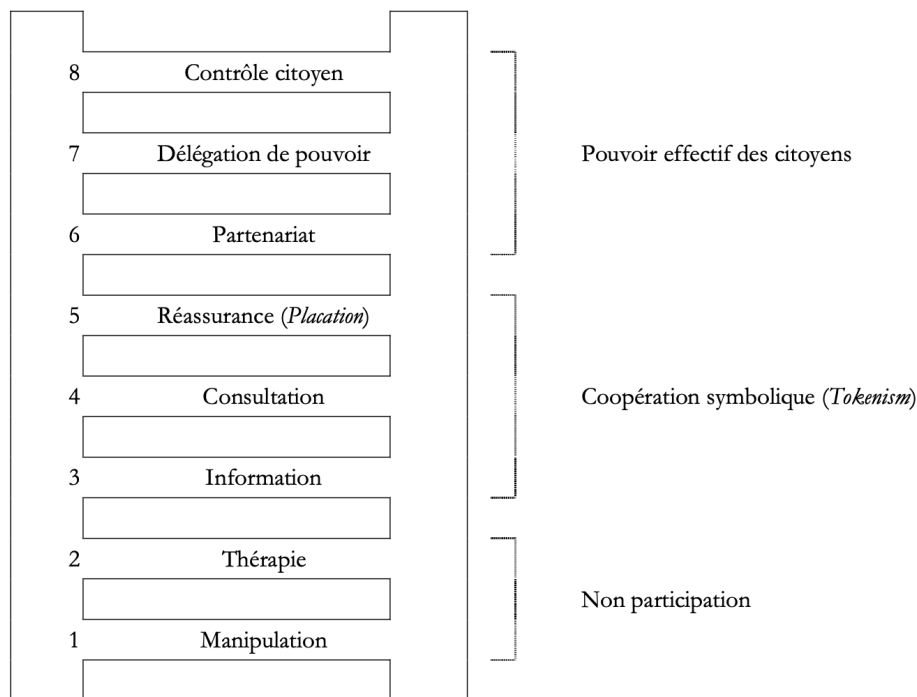 8 Contrôle citoyen
7 Délégation de pouvoir
Pouvoir effectif des citoyens
6 Partenariat
5 Réassurance (Placation)
4 Consultation
Coopération symbolique (Tokenism)
3 Information
2 Thérapie
Non participation
1 Manipulation